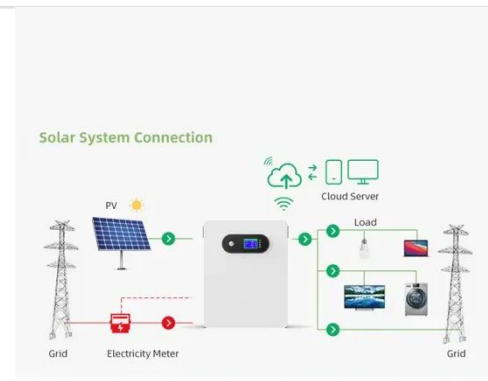 Solar System Connection
PV
Cloud Server
Load
Grid
Electricity Meter
Grid